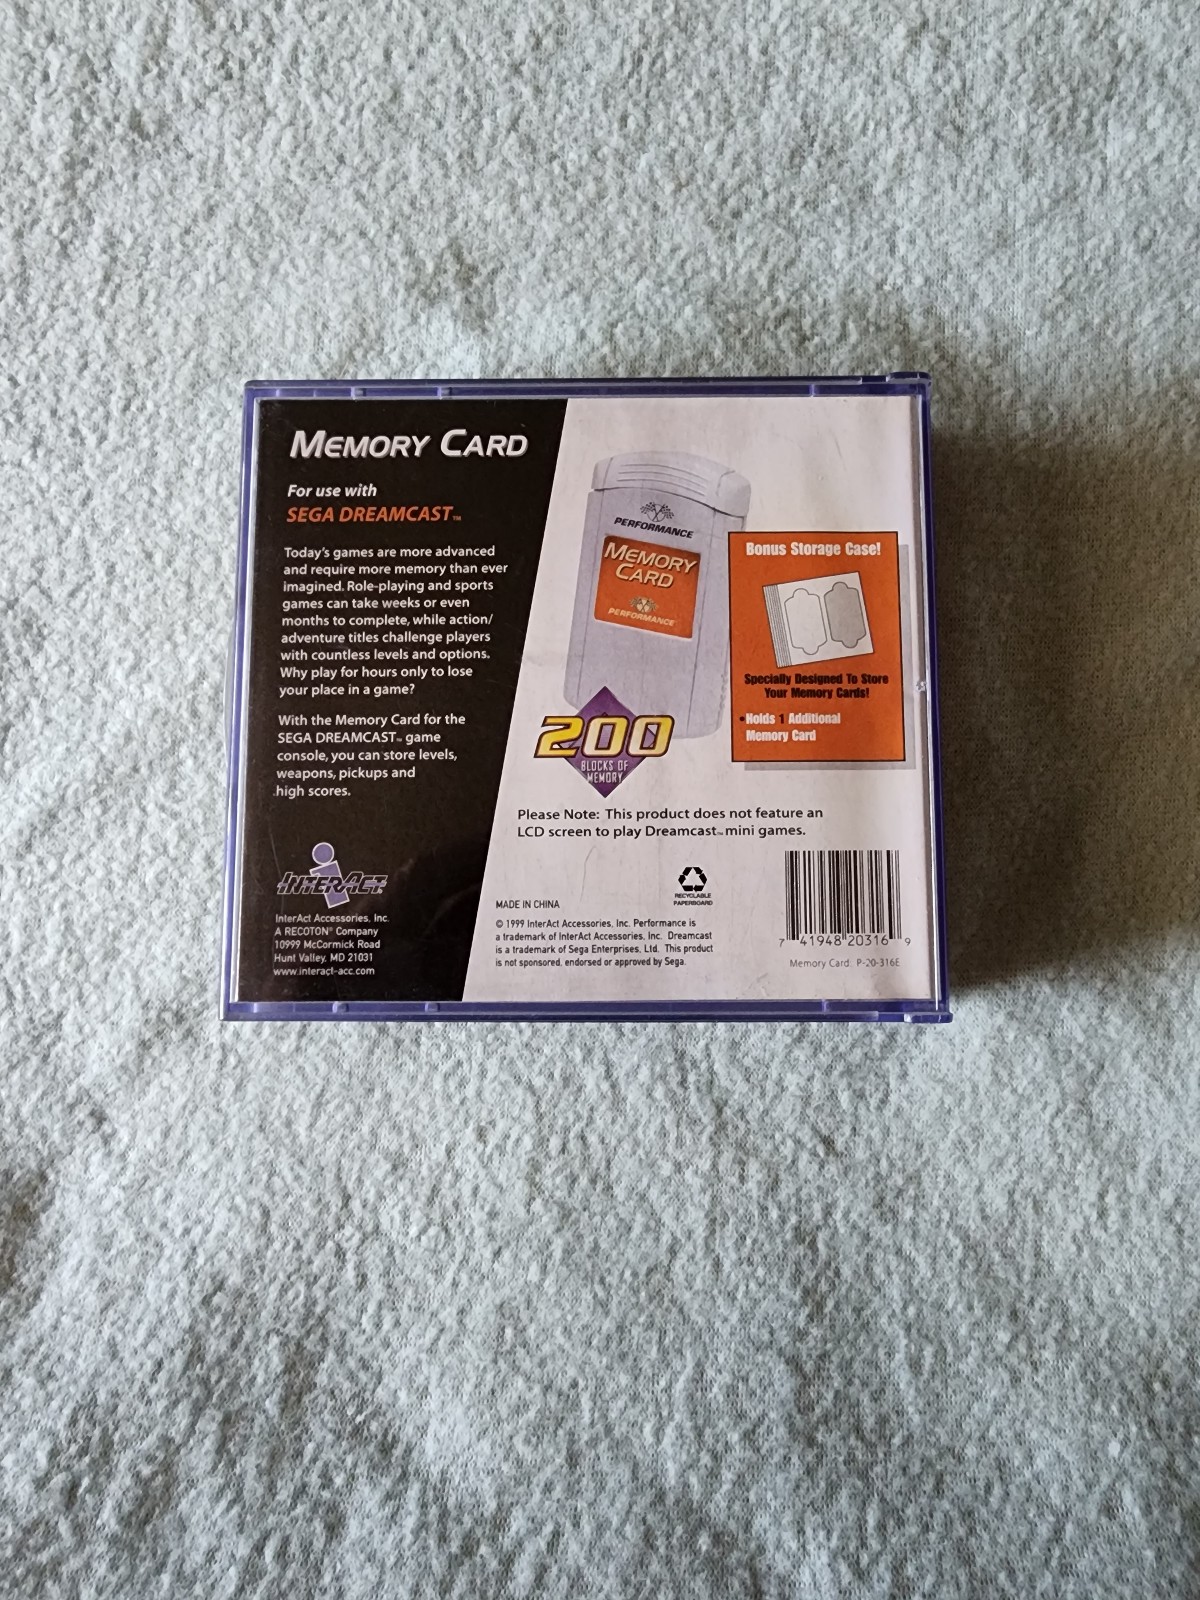 MEMORY CARD
For use with
SEGA DREAMCAST™
Today's games are more advanced
and require more memory than ever
imagined. Role-playing and sports
games can take weeks or even
months to complete, while action/
adventure titles challenge players
with countless levels and options.
Why play for hours only to lose
your place in a game?
With the Memory Card for the
SEGA DREAMCAST™ game
console, you can store levels,
weapons, pickups and
high scores.
INTERACT
InterAct Accessories, Inc.
A RECOTON® Company
10999 McCormick Road
Hunt Valley, MD 21031
www.interact-acc.com
PERFORMANCE
MEMORY
CARD
PERFORMANCE
200
BLOCKS OF
MEMORY
Bonus Storage Case!
Specially Designed To Store
Your Memory Cards!
•Holds 1 Additional
Memory Card
Please Note: This product does not feature an
LCD screen to play Dreamcast™ mini games.
MADE IN CHINA
RECYCLABLE
PAPERBOARD
© 1999 InterAct Accessories, Inc. Performance is
a trademark of InterAct Accessories, Inc. Dreamcast
is a trademark of Sega Enterprises, Ltd. This product
is not sponsored, endorsed or approved by Sega.
7 41948 20316 9
Memory Card: P-20-316E